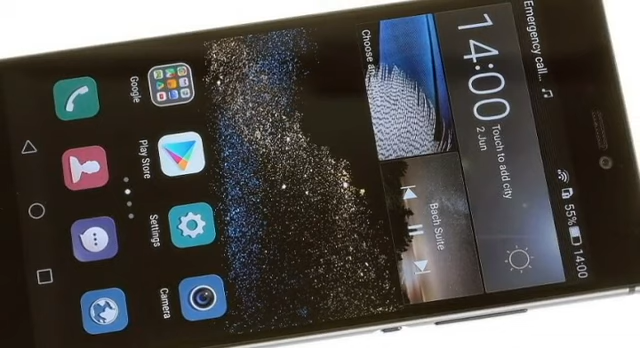 Emergency call...
55%
14:00
14:00
2 Jun
Touch to add city
Choose a
Bach Suite
Google
Play Store
Settings
Camera